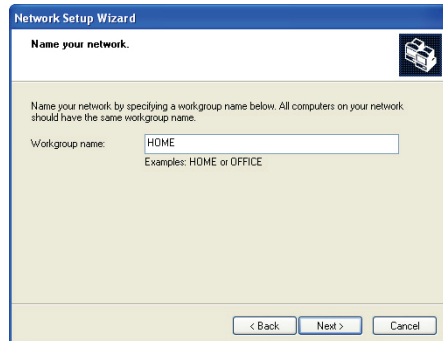 Network Setup Wizard
Name your network.
Name your network by specifying a workgroup name below. All computers on your network
should have the same workgroup name.
Workgroup name:
HOME
Examples: HOME or OFFICE
< Back
Next >
Cancel